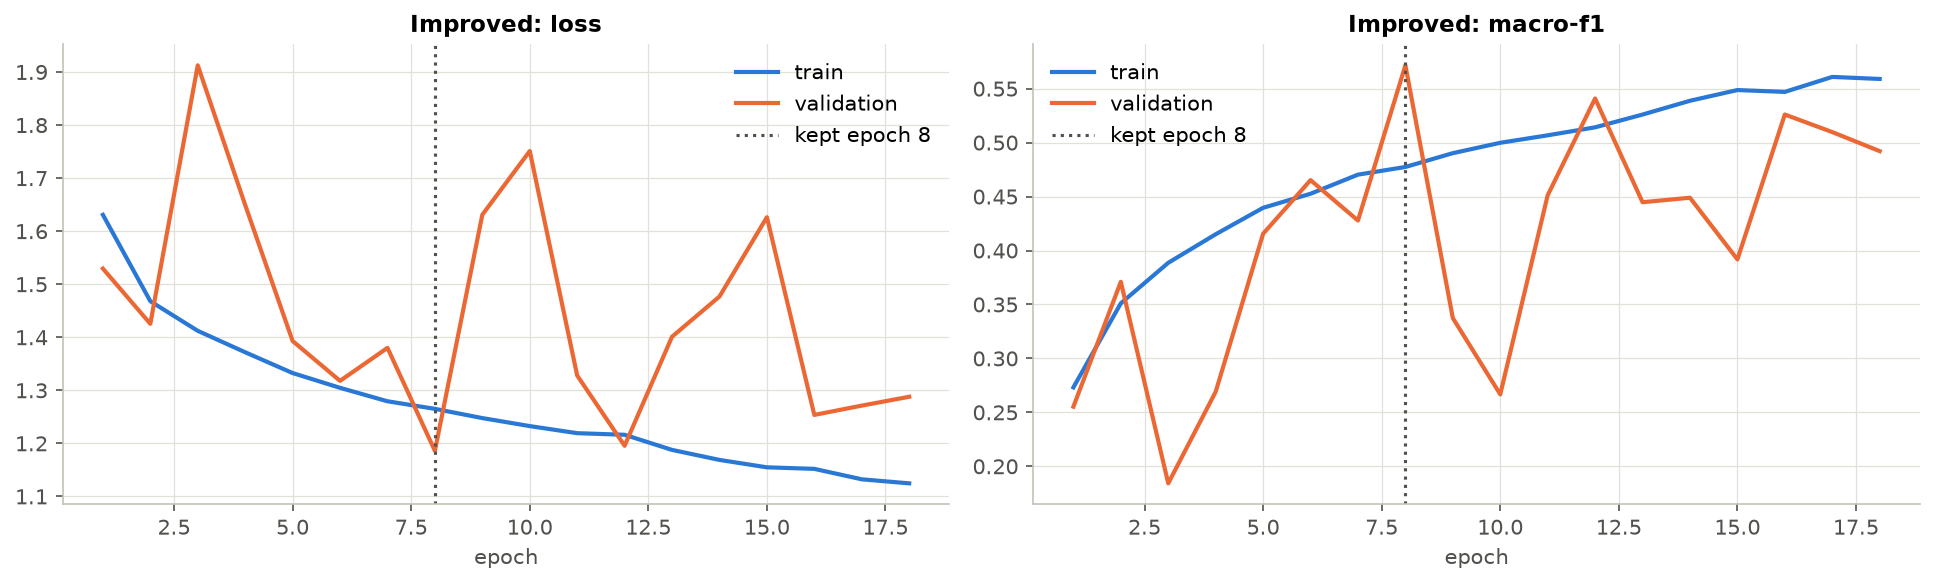 Improved: loss
train
validation
kept epoch 8
1.9
1.8
1.7
1.6
1.5
1.4
1.3
1.2
1.1
2.5 5.0 7.5 10.0 12.5 15.0 17.5
epoch
Improved: macro-f1
train
validation
kept epoch 8
0.55
0.50
0.45
0.40
0.35
0.30
0.25
0.20
2.5 5.0 7.5 10.0 12.5 15.0 17.5
epoch